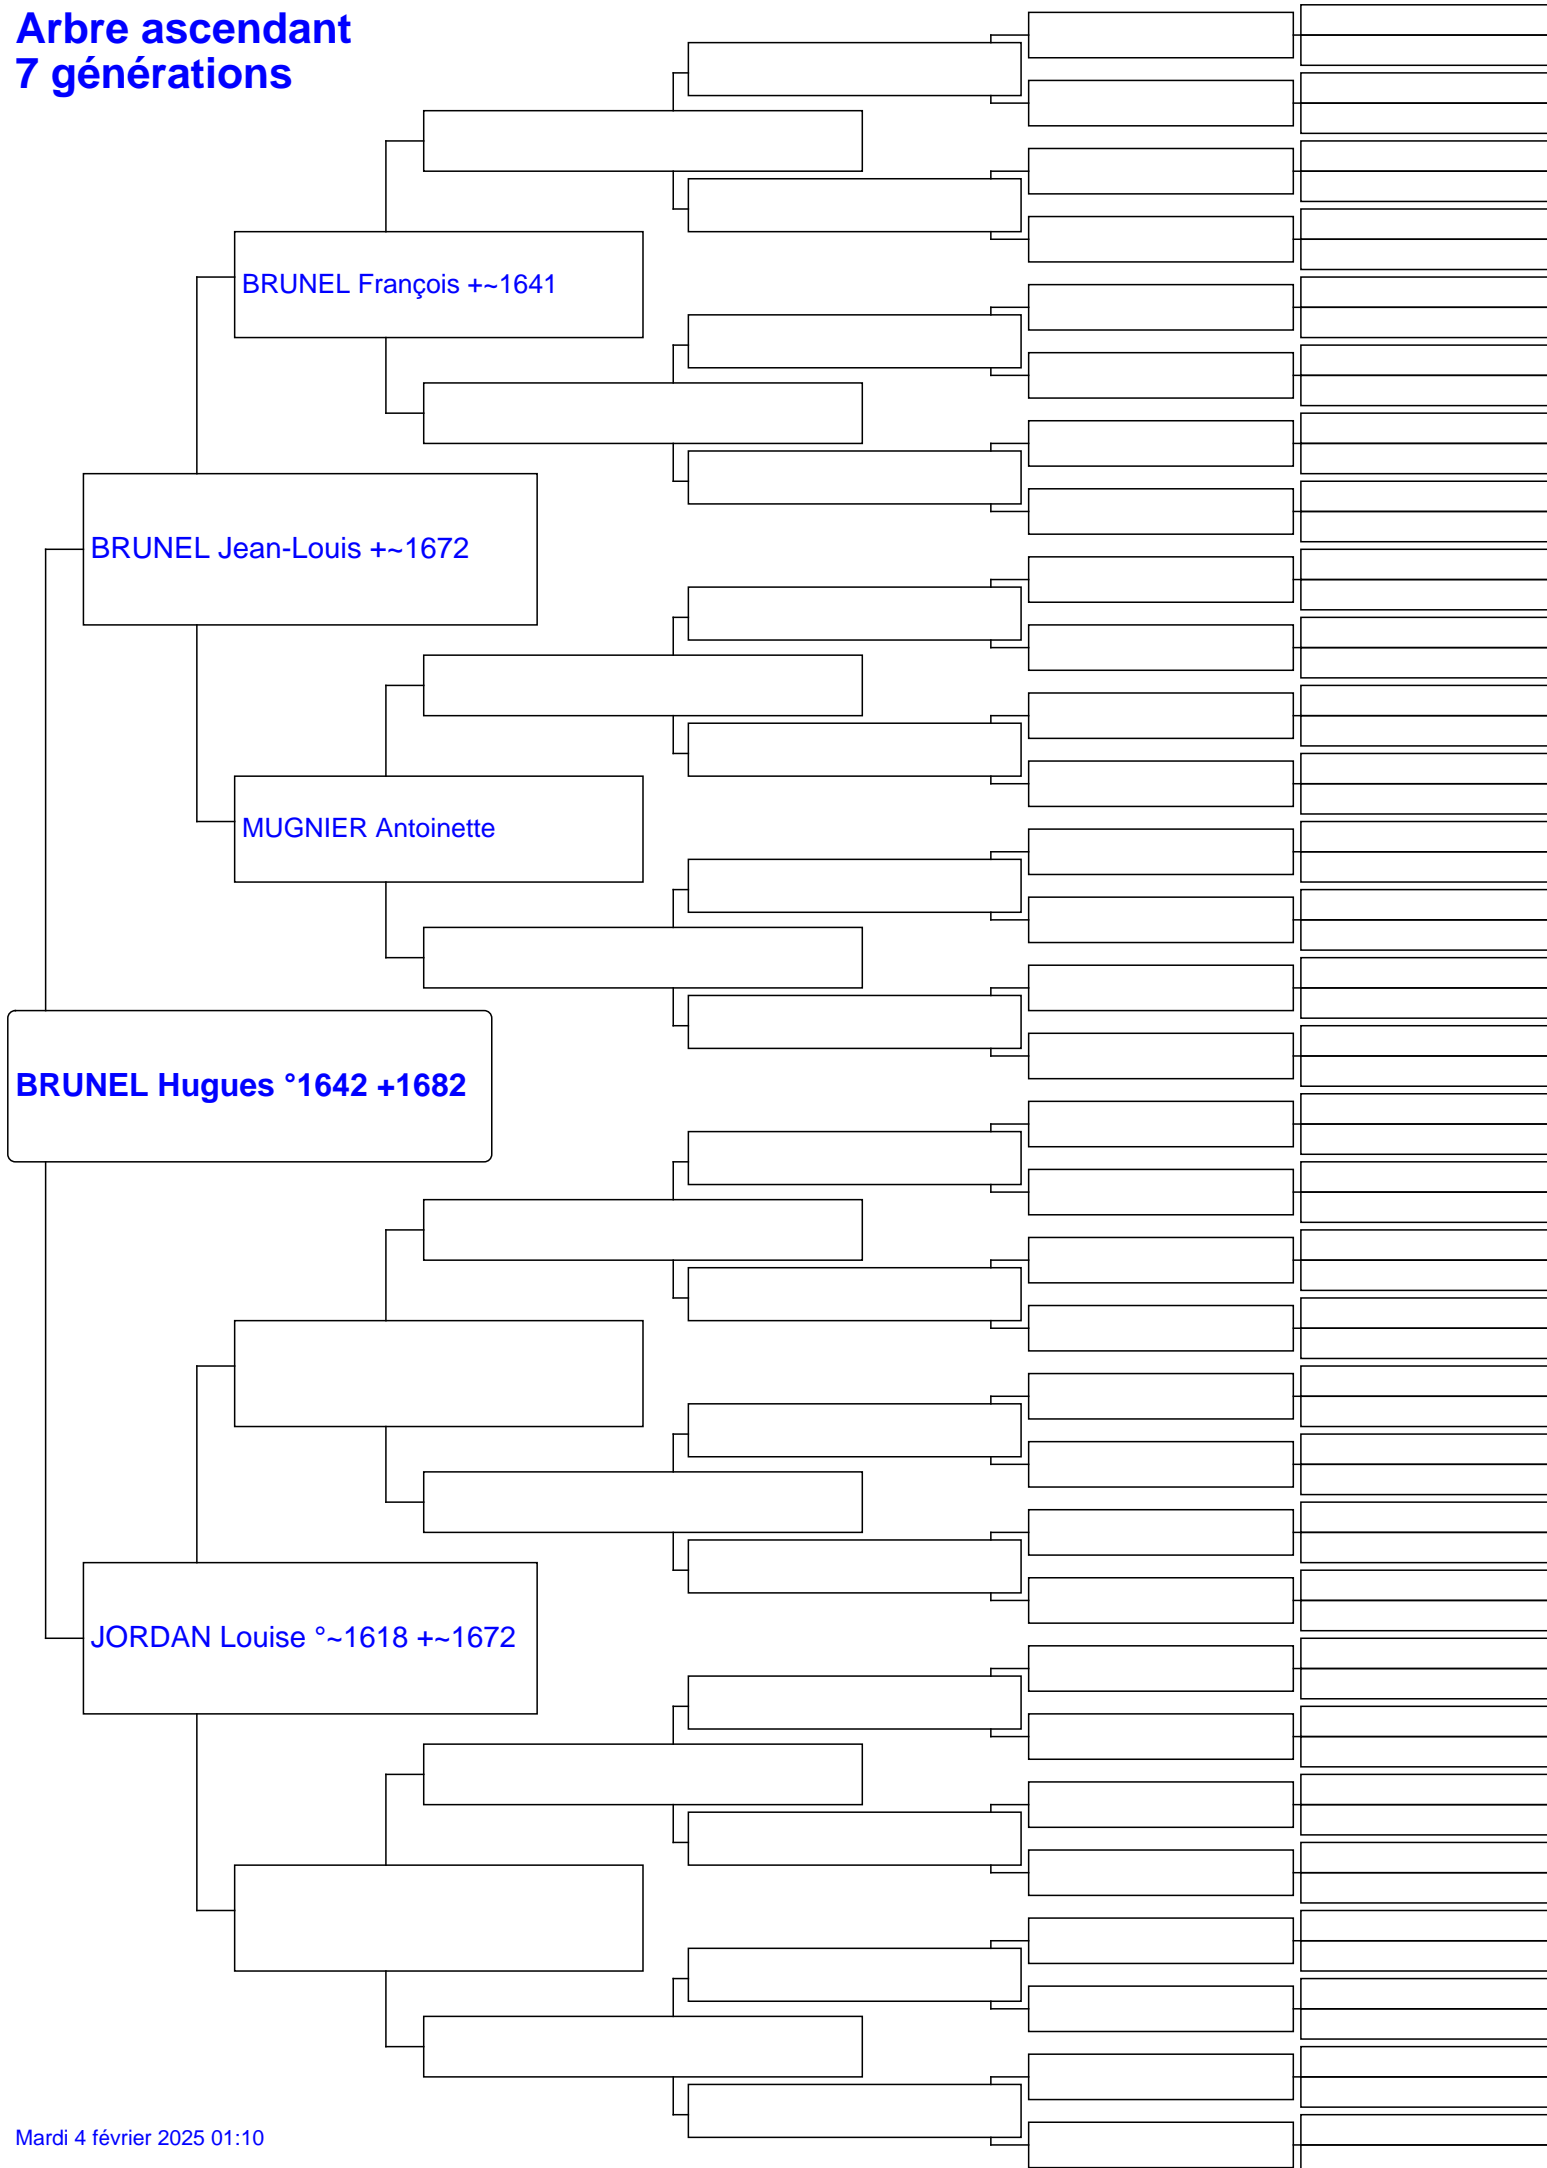 Arbre ascendant
7 générations
BRUNEL François +~1641
BRUNEL Jean-Louis +~1672
MUGNIER Antoinette
BRUNEL Hugues °1642 +1682
JORDAN Louise °~1618 +~1672
Mardi 4 février 2025 01:10